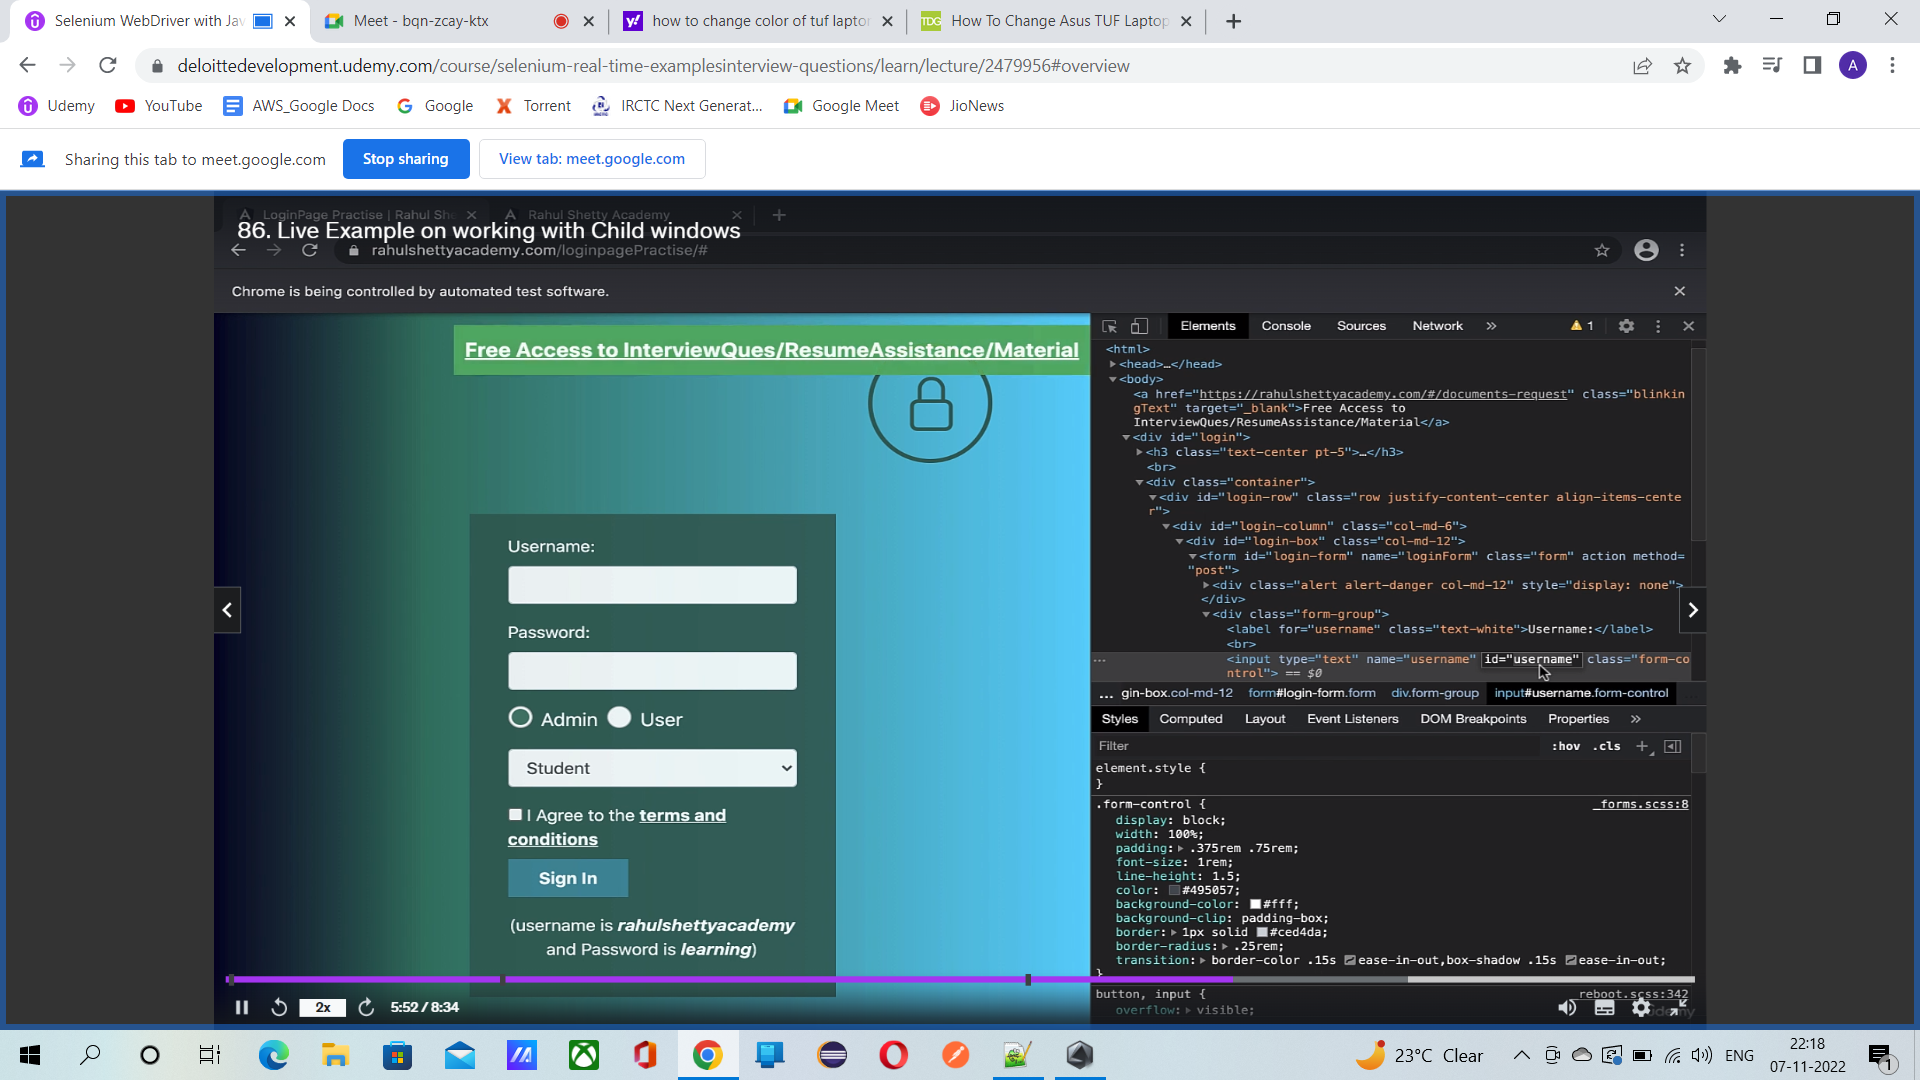 Selenium WebDriver with Jav
Meet - bqn-zcay-ktx
how to change color of tuf laptop
How To Change Asus TUF Laptop
deloittedevelopment.udemy.com/course/selenium-real-time-examplesinterview-questions/learn/lecture/2479956#overview
A
Udemy
YouTube
AWS_Google Docs
Google
Torrent
IRCTC Next Generat...
Google Meet
JioNews
Sharing this tab to meet.google.com
Stop sharing
View tab: meet.google.com
LoginPage Practise | Rahul She
Rahul Shetty Academy
86. Live Example on working with Child windows
rahulshettyacademy.com/loginpagePractise/#
Chrome is being controlled by automated test software.
Free Access to InterviewQues/ResumeAssistance/Material
Username:
Password:
Admin User
Student
I Agree to the terms and
conditions
Sign In
(username is rahulshettyacademy
and Password is learning)
Elements Console Sources Network » 1
<html>
<head>…</head>
<body>
<a href="https://rahulshettyacademy.com/#/documents-request" class="blinkin
gText" target="_blank">Free Access to
InterviewQues/ResumeAssistance/Material</a>
<div id="login">
<h3 class="text-center pt-5">…</h3>
<br>
<div class="container">
<div id="login-row" class="row justify-content-center align-items-cente
r">
<div id="login-column" class="col-md-6">
<div id="login-box" class="col-md-12">
<form id="login-form" name="loginForm" class="form" action method=
"post">
<div class="alert alert-danger col-md-12" style="display: none">
</div>
<div class="form-group">
<label for="username" class="text-white">Username:</label>
<br>
<input type="text" name="username" id="username" class="form-co
ntrol"> == $0
... gin-box.col-md-12 form#login-form.form div.form-group input#username.form-control
Styles Computed Layout Event Listeners DOM Breakpoints Properties »
Filter :hov .cls +
element.style {
}
.form-control { _forms.scss:8
display: block;
width: 100%;
padding: .375rem .75rem;
font-size: 1rem;
line-height: 1.5;
color: #495057;
background-color: #fff;
background-clip: padding-box;
border: 1px solid #ced4da;
border-radius: .25rem;
transition: border-color .15s ease-in-out,box-shadow .15s ease-in-out;
}
button, input { _reboot.scss:342
overflow: visible;
2x
5:52 / 8:34
23°C Clear
ENG
22:18
07-11-2022
1